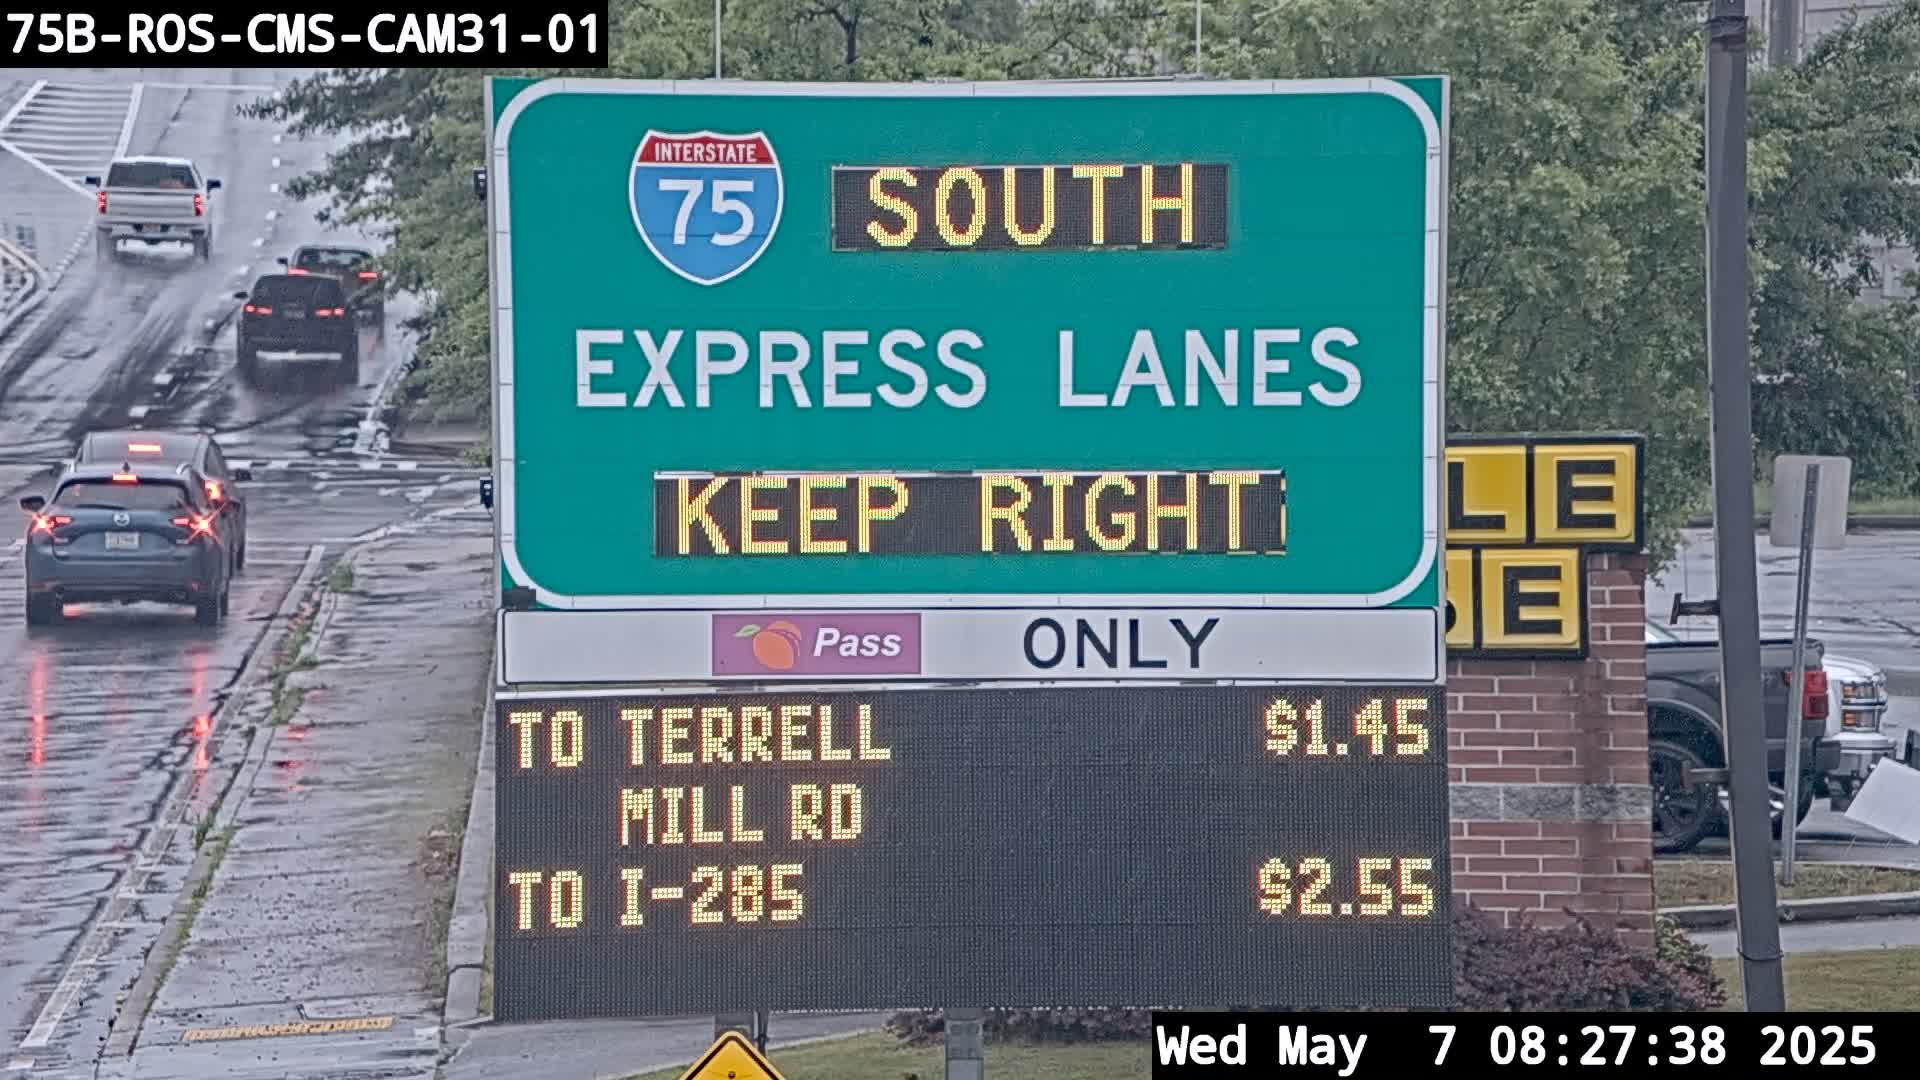 75B-ROS-CMS-CAM31-01
INTERSTATE
75
SOUTH
EXPRESS LANES
KEEP RIGHT
Pass ONLY
TO TERRELL $1.45
MILL RD
TO I-285 $2.55
LE
E
Wed May 7 08:27:38 2025